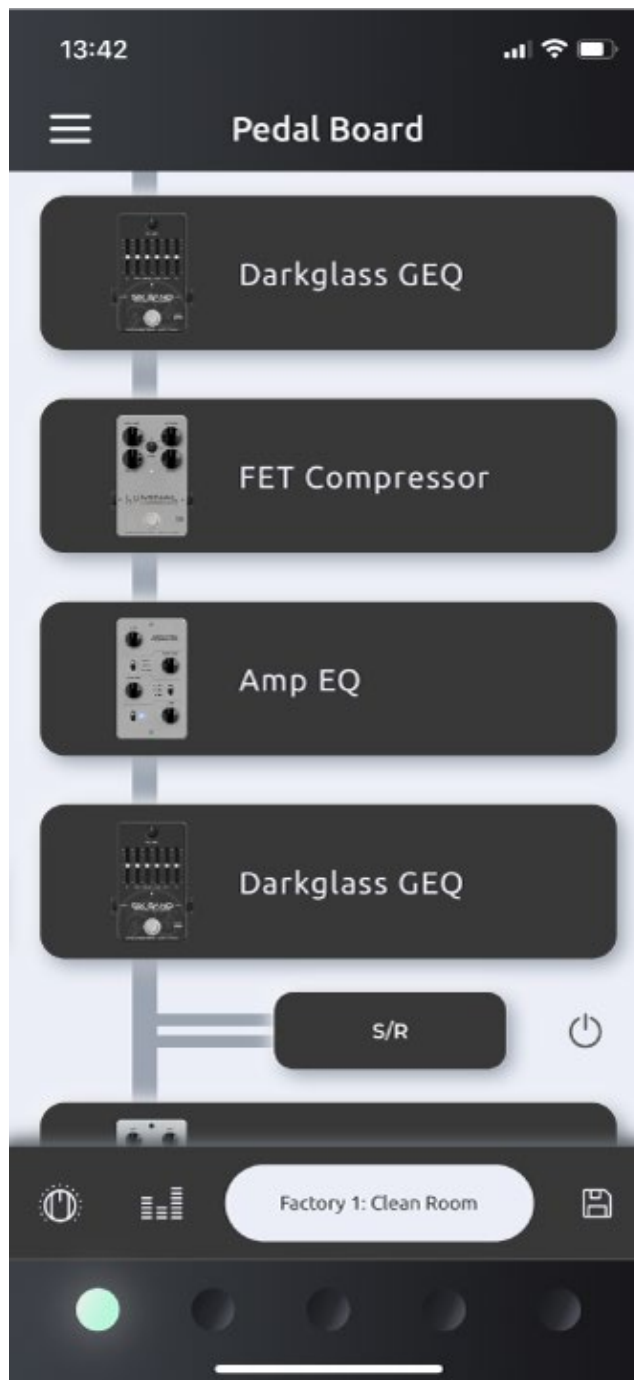 13:42
Pedal Board
Darkglass GEQ
FET Compressor
Amp EQ
Darkglass GEQ
S/R
Factory 1: Clean Room